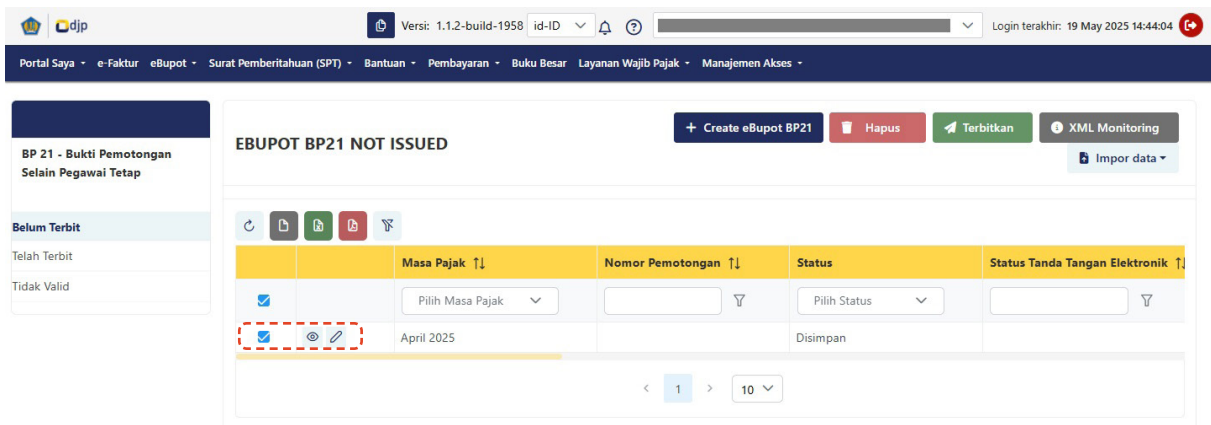 djp
Versi: 1.1.2-build-1958 id-ID Login terakhir: 19 May 2025 14:44:04
Portal Saya e-Faktur eBupot Surat Pemberitahuan (SPT) Bantuan Pembayaran Buku Besar Layanan Wajib Pajak Manajemen Akses
BP 21 - Bukti Pemotongan
Selain Pegawai Tetap
Belum Terbit
Telah Terbit
Tidak Valid
EBUPOT BP21 NOT ISSUED
+ Create eBupot BP21 Hapus Terbitkan XML Monitoring
Impor data
Masa Pajak Nomor Pemotongan Status Status Tanda Tangan Elektronik
Pilih Masa Pajak Pilih Status
April 2025 Disimpan
< 1 > 10